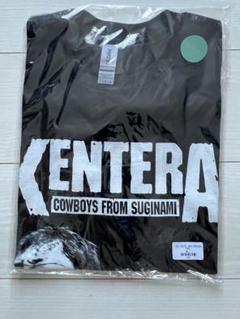 KENTERA
COWBOYS FROM SUGINAMI